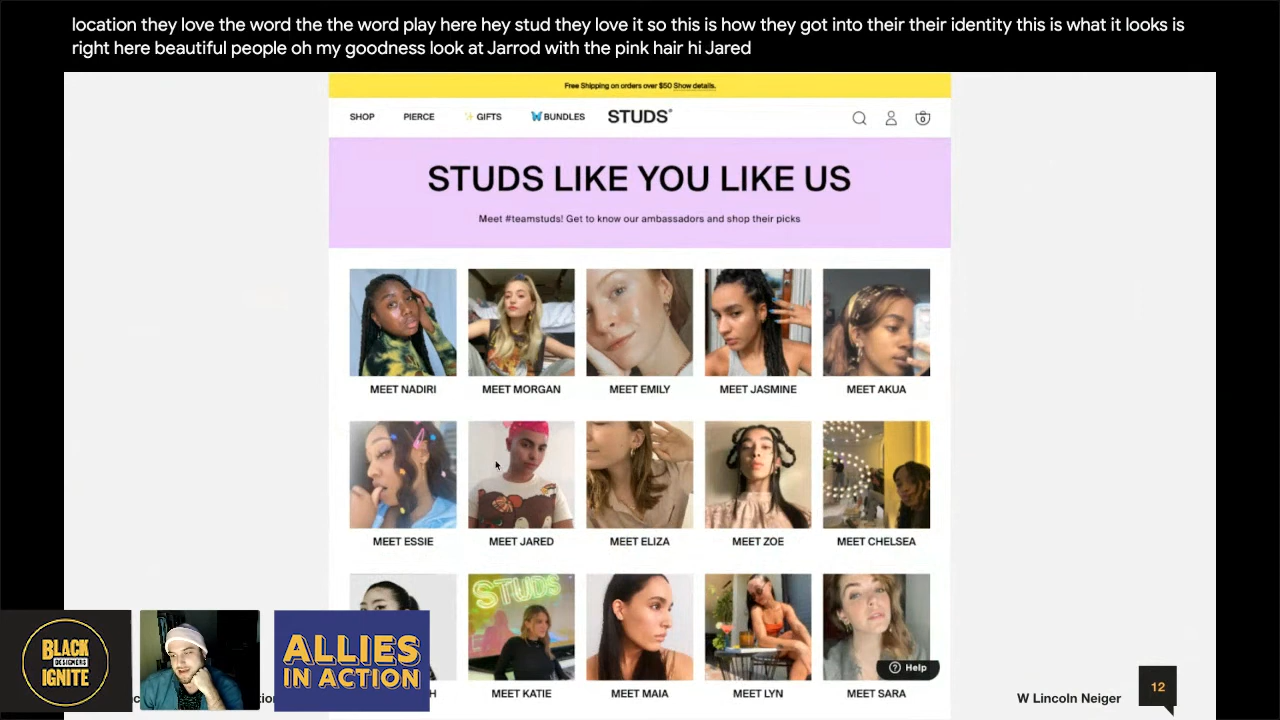 location they love the word the the word play here hey stud they love it so this is how they got into their their identity this is what it looks is
right here beautiful people oh my goodness look at Jarrod with the pink hair hi Jared
Free Shipping on orders over $50 Show details.
SHOP PIERCE ✨ GIFTS 🦋 BUNDLES STUDS® 0
STUDS LIKE YOU LIKE US
Meet #teamstuds! Get to know our ambassadors and shop their picks
MEET NADIRI MEET MORGAN MEET EMILY MEET JASMINE MEET AKUA
MEET ESSIE MEET JARED MEET ELIZA MEET ZOE MEET CHELSEA
STUDS
Help
MEET KATIE MEET MAIA MEET LYN MEET SARA
BLACK
DESIGNERS
IGNITE
ALLIES
IN ACTION
W Lincoln Neiger
12